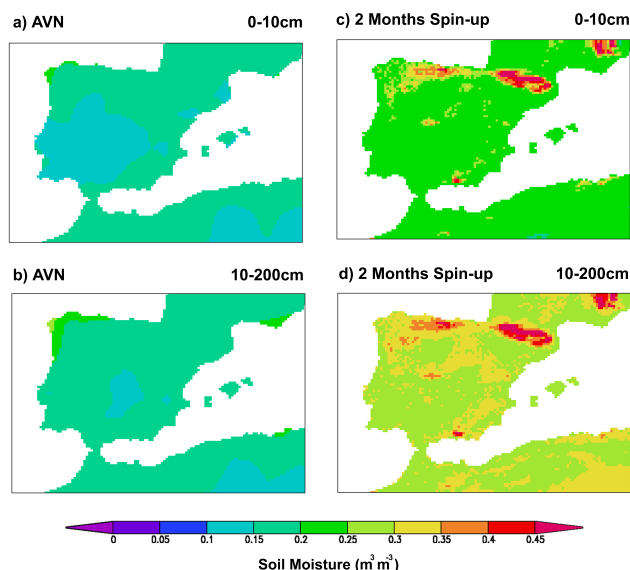 a) AVN 0-10cm
c) 2 Months Spin-up 0-10cm
b) AVN 10-200cm
d) 2 Months Spin-up 10-200cm
0 0.05 0.1 0.15 0.2 0.25 0.3 0.35 0.4 0.45
Soil Moisture (m³ m⁻³)